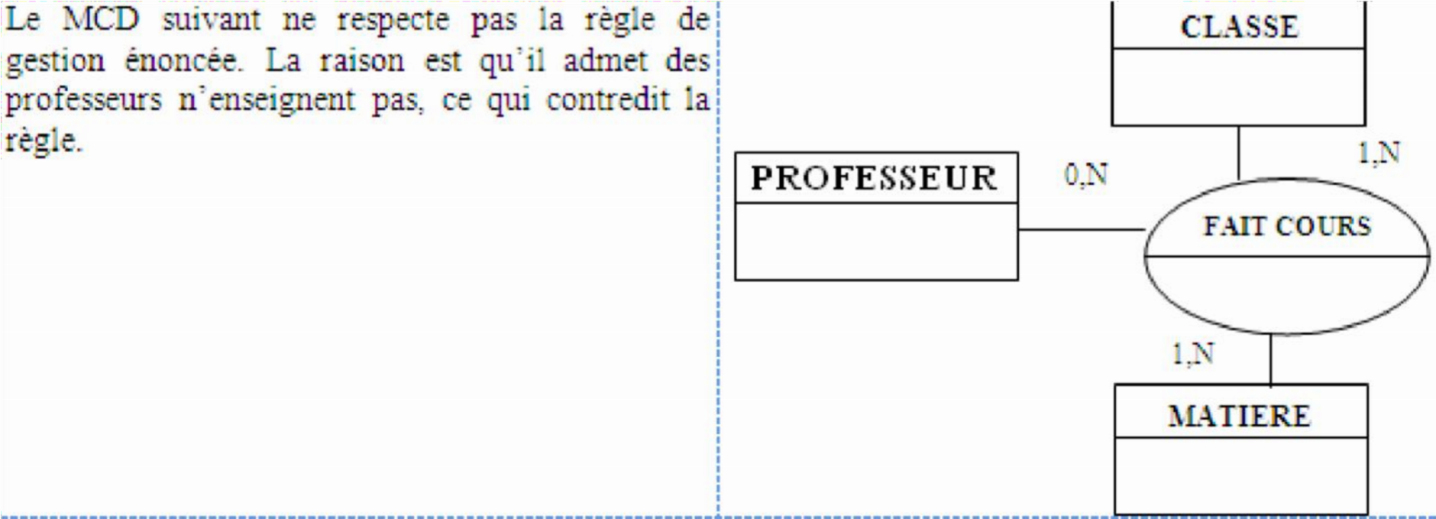 Le MCD suivant ne respecte pas la règle de
gestion énoncée. La raison est qu'il admet des
professeurs n'enseignent pas, ce qui contredit la
règle.
CLASSE
1,N
PROFESSEUR
0,N
FAIT COURS
1,N
MATIERE